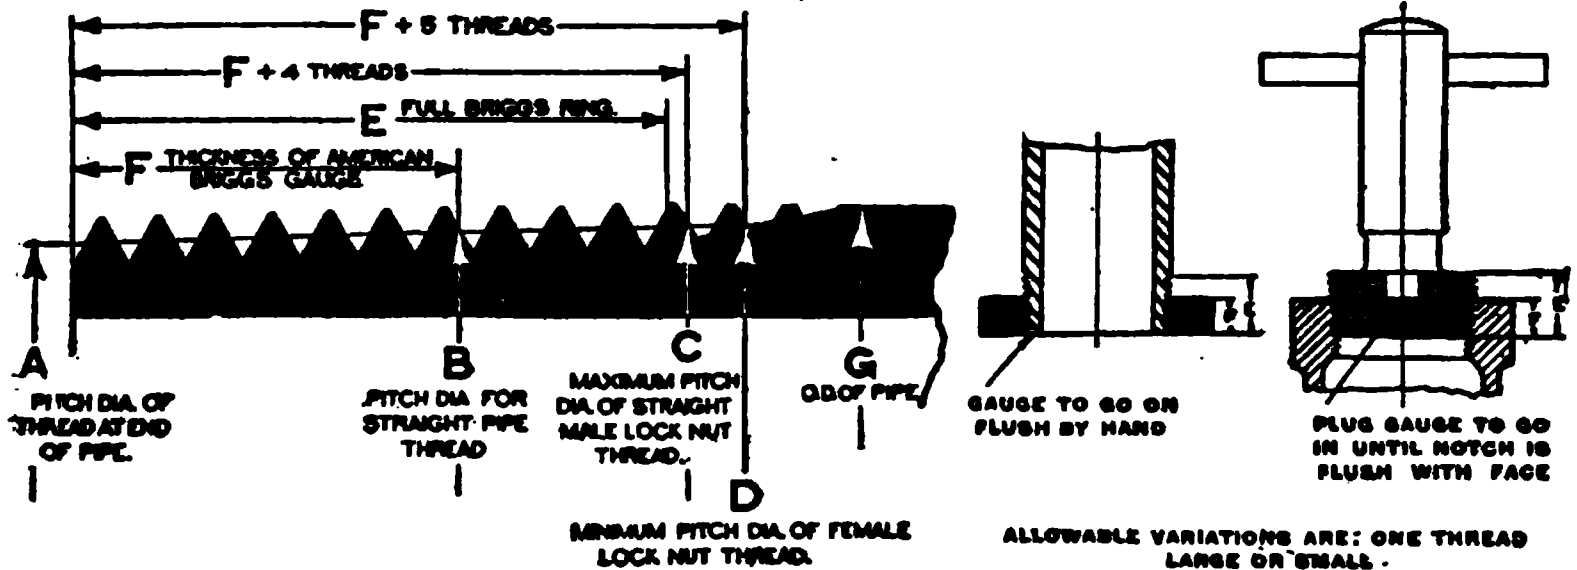 F + 5 THREADS
F + 4 THREADS
E FULL BRIGGS RING.
F THICKNESS OF AMERICAN
BRIGGS GAUGE
A
PITCH DIA. OF
THREAD AT END
OF PIPE.
B
PITCH DIA FOR
STRAIGHT PIPE
THREAD
C
MAXIMUM PITCH
DIA. OF STRAIGHT
MALE LOCK NUT
THREAD.
D
MINIMUM PITCH DIA. OF FEMALE
LOCK NUT THREAD.
G
O.D. OF PIPE
F E
GAUGE TO GO ON
FLUSH BY HAND
F E
PLUG GAUGE TO GO
IN UNTIL NOTCH IS
FLUSH WITH FACE
ALLOWABLE VARIATIONS ARE: ONE THREAD
LARGE OR SMALL.